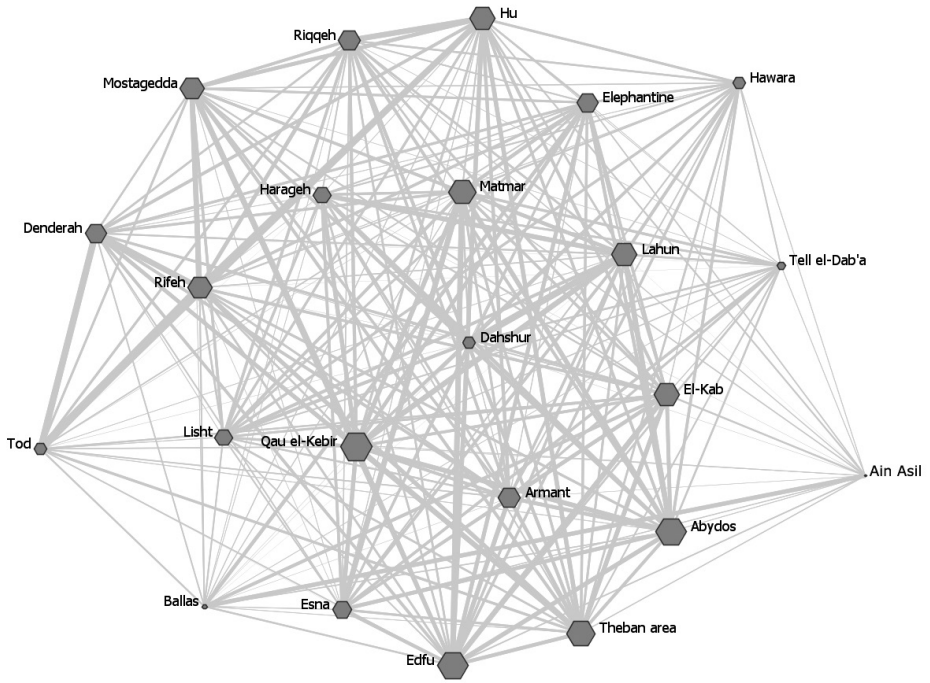 Hu
Riqqeh
Hawara
Mostagedda
Elephantine
Matmar
Harageh
Denderah
Lahun
Tell el-Dab'a
Rifeh
Dahshur
El-Kab
Lisht
Qau el-Kebir
Tod
Ain Asil
Armant
Abydos
Ballas
Esna
Theban area
Edfu